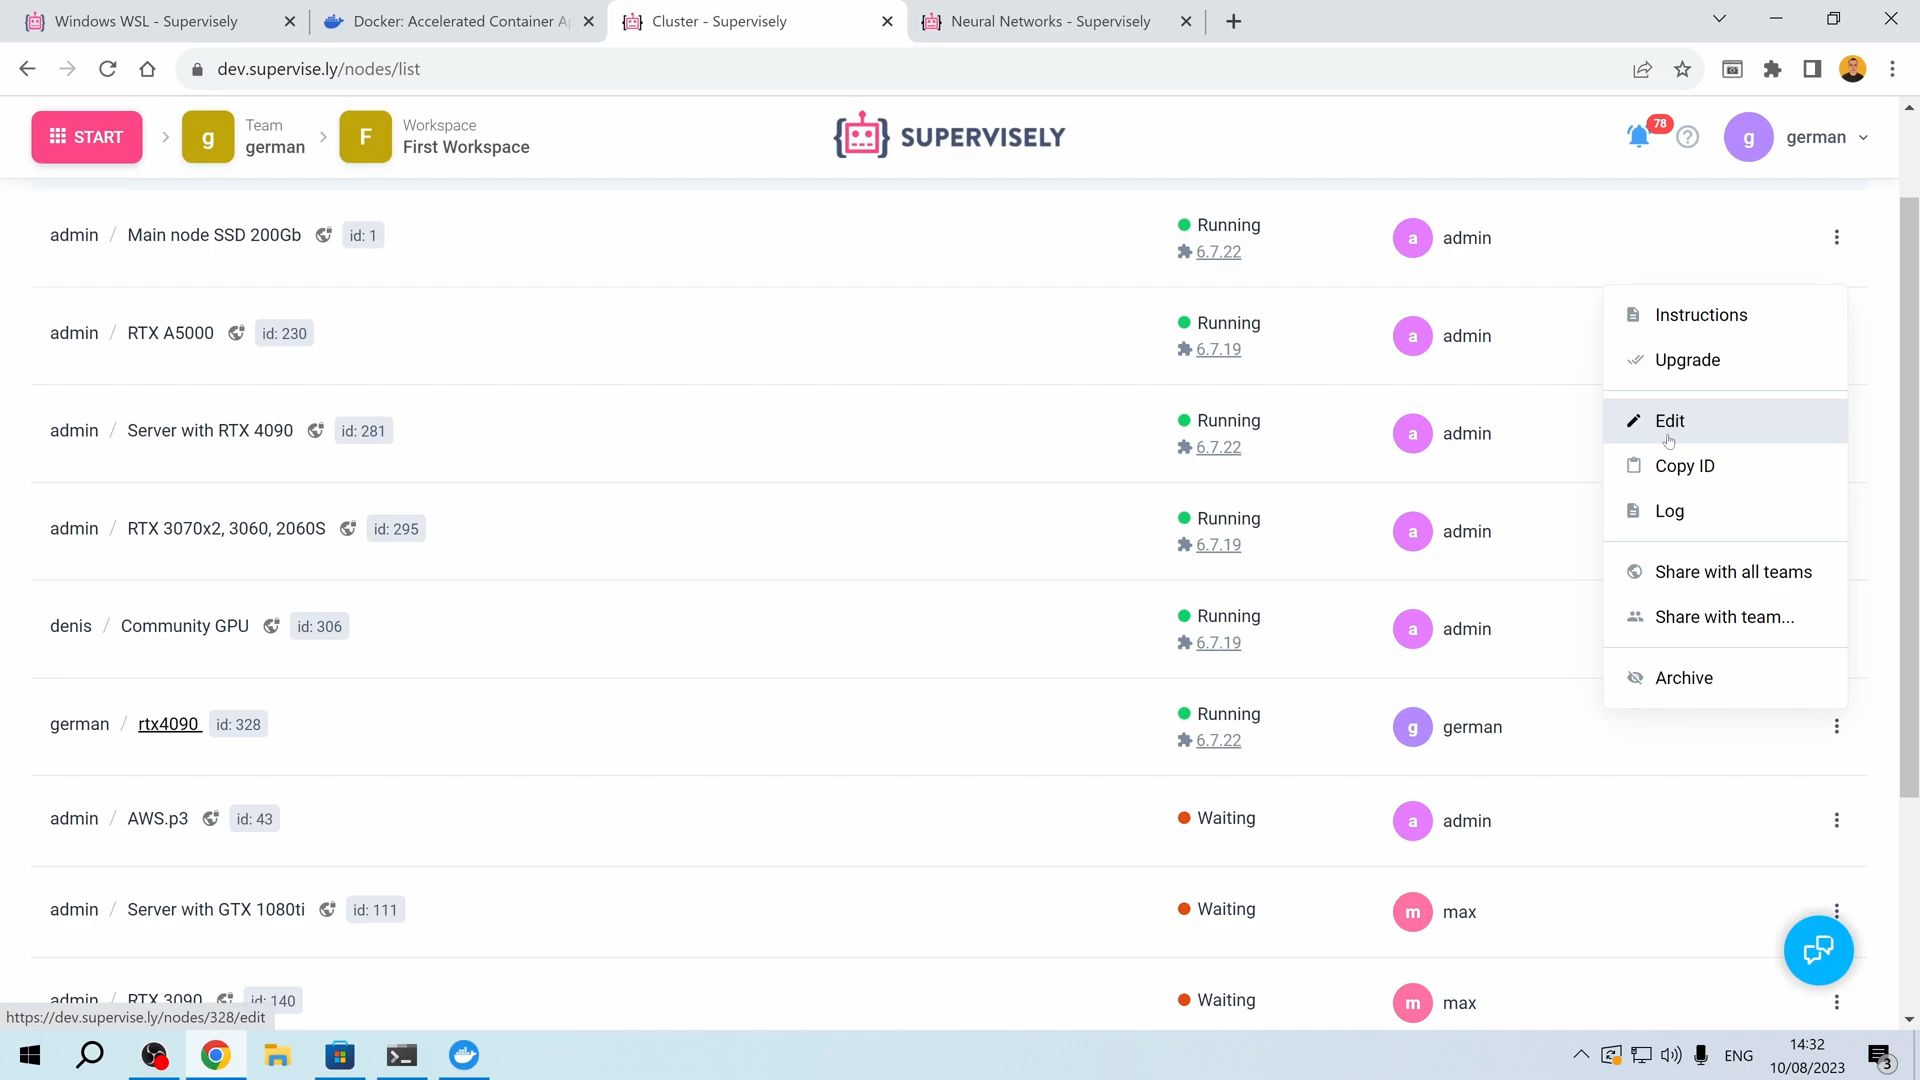 Windows WSL - Supervisely
Docker: Accelerated Container Ap
Cluster - Supervisely
Neural Networks - Supervisely
dev.supervise.ly/nodes/list
START
g
Team
german
F
Workspace
First Workspace
SUPERVISELY
78
g
german
admin / Main node SSD 200Gb id: 1
Running
6.7.22
a admin
admin / RTX A5000 id: 230
Running
6.7.19
a admin
admin / Server with RTX 4090 id: 281
Running
6.7.22
a admin
admin / RTX 3070x2, 3060, 2060S id: 295
Running
6.7.19
a admin
denis / Community GPU id: 306
Running
6.7.19
a admin
german / rtx4090 id: 328
Running
6.7.22
g german
admin / AWS.p3 id: 43
Waiting
a admin
admin / Server with GTX 1080ti id: 111
Waiting
m max
admin RTX 3090 id: 140
Waiting
m max
Instructions
Upgrade
Edit
Copy ID
Log
Share with all teams
Share with team...
Archive
https://dev.supervise.ly/nodes/328/edit
ENG
14:32
10/08/2023
3